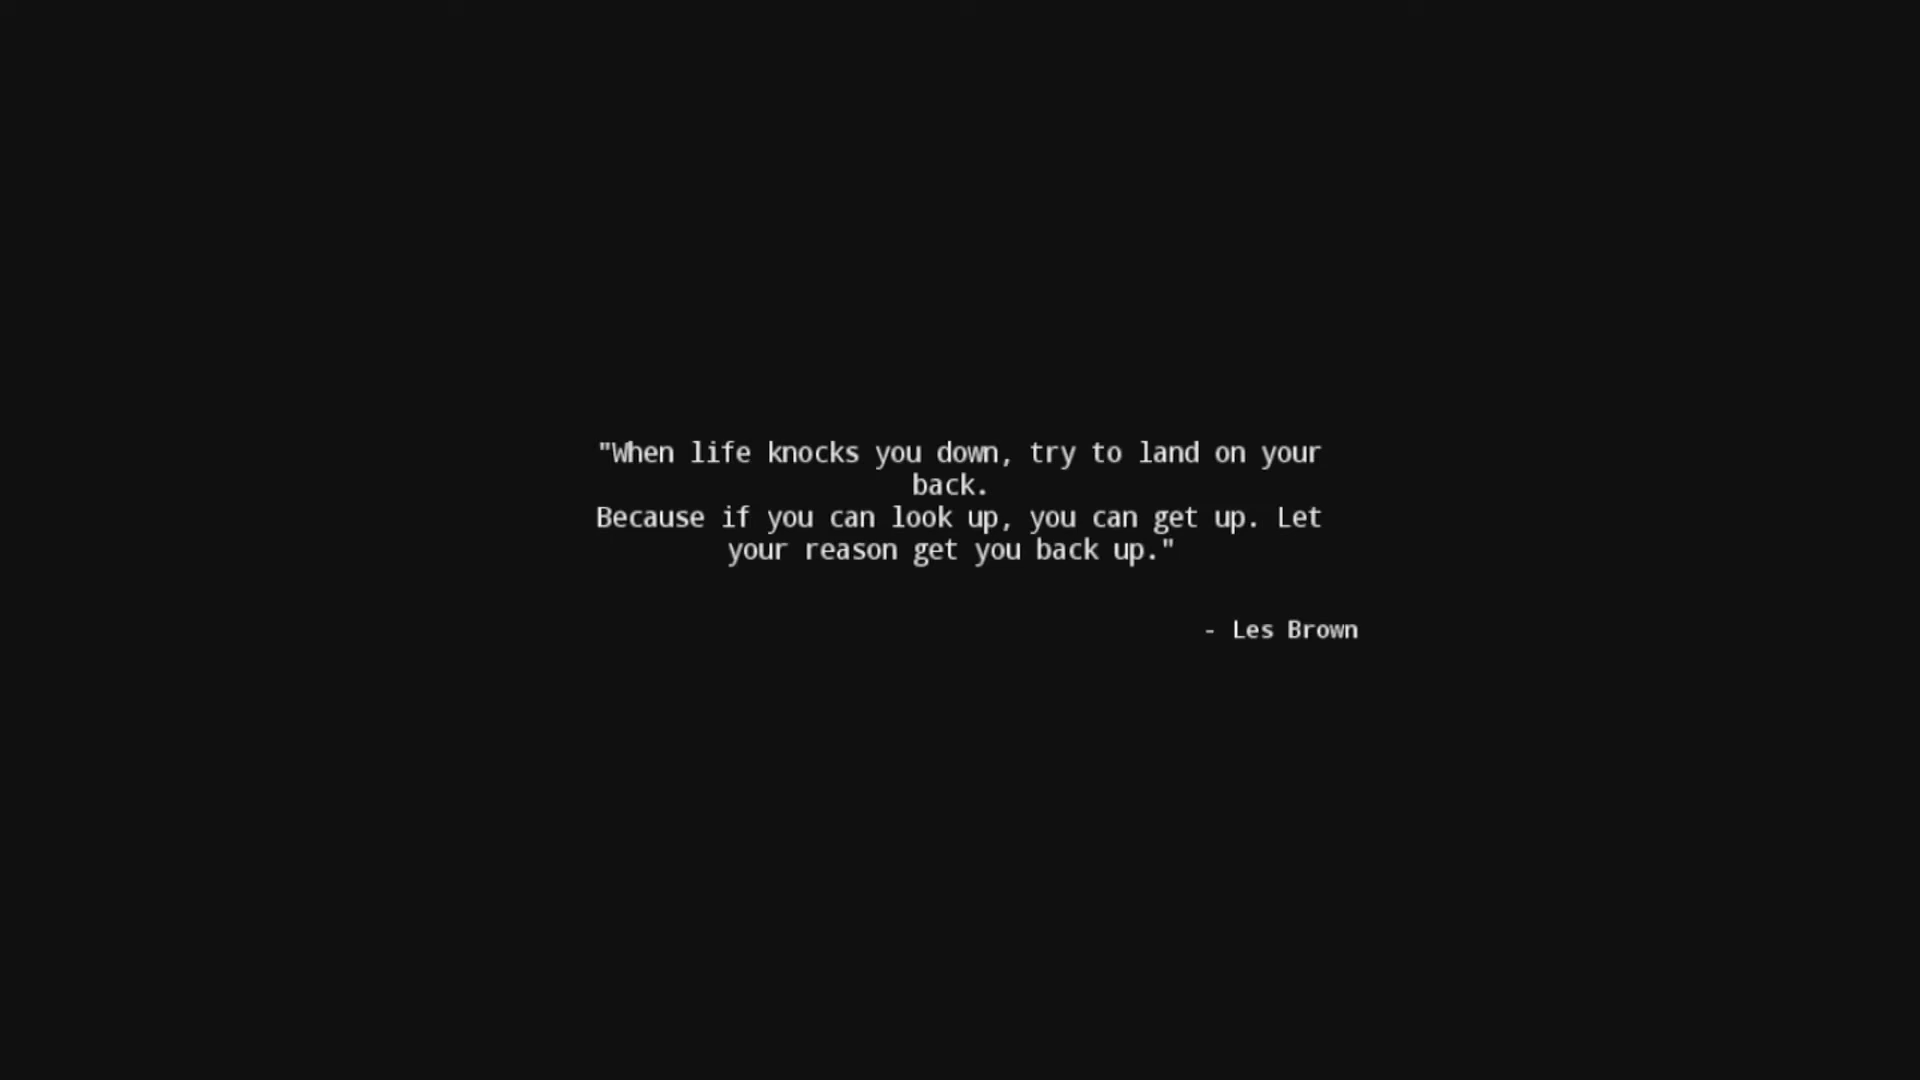 "When life knocks you down, try to land on your
back.
Because if you can look up, you can get up. Let
your reason get you back up."
- Les Brown